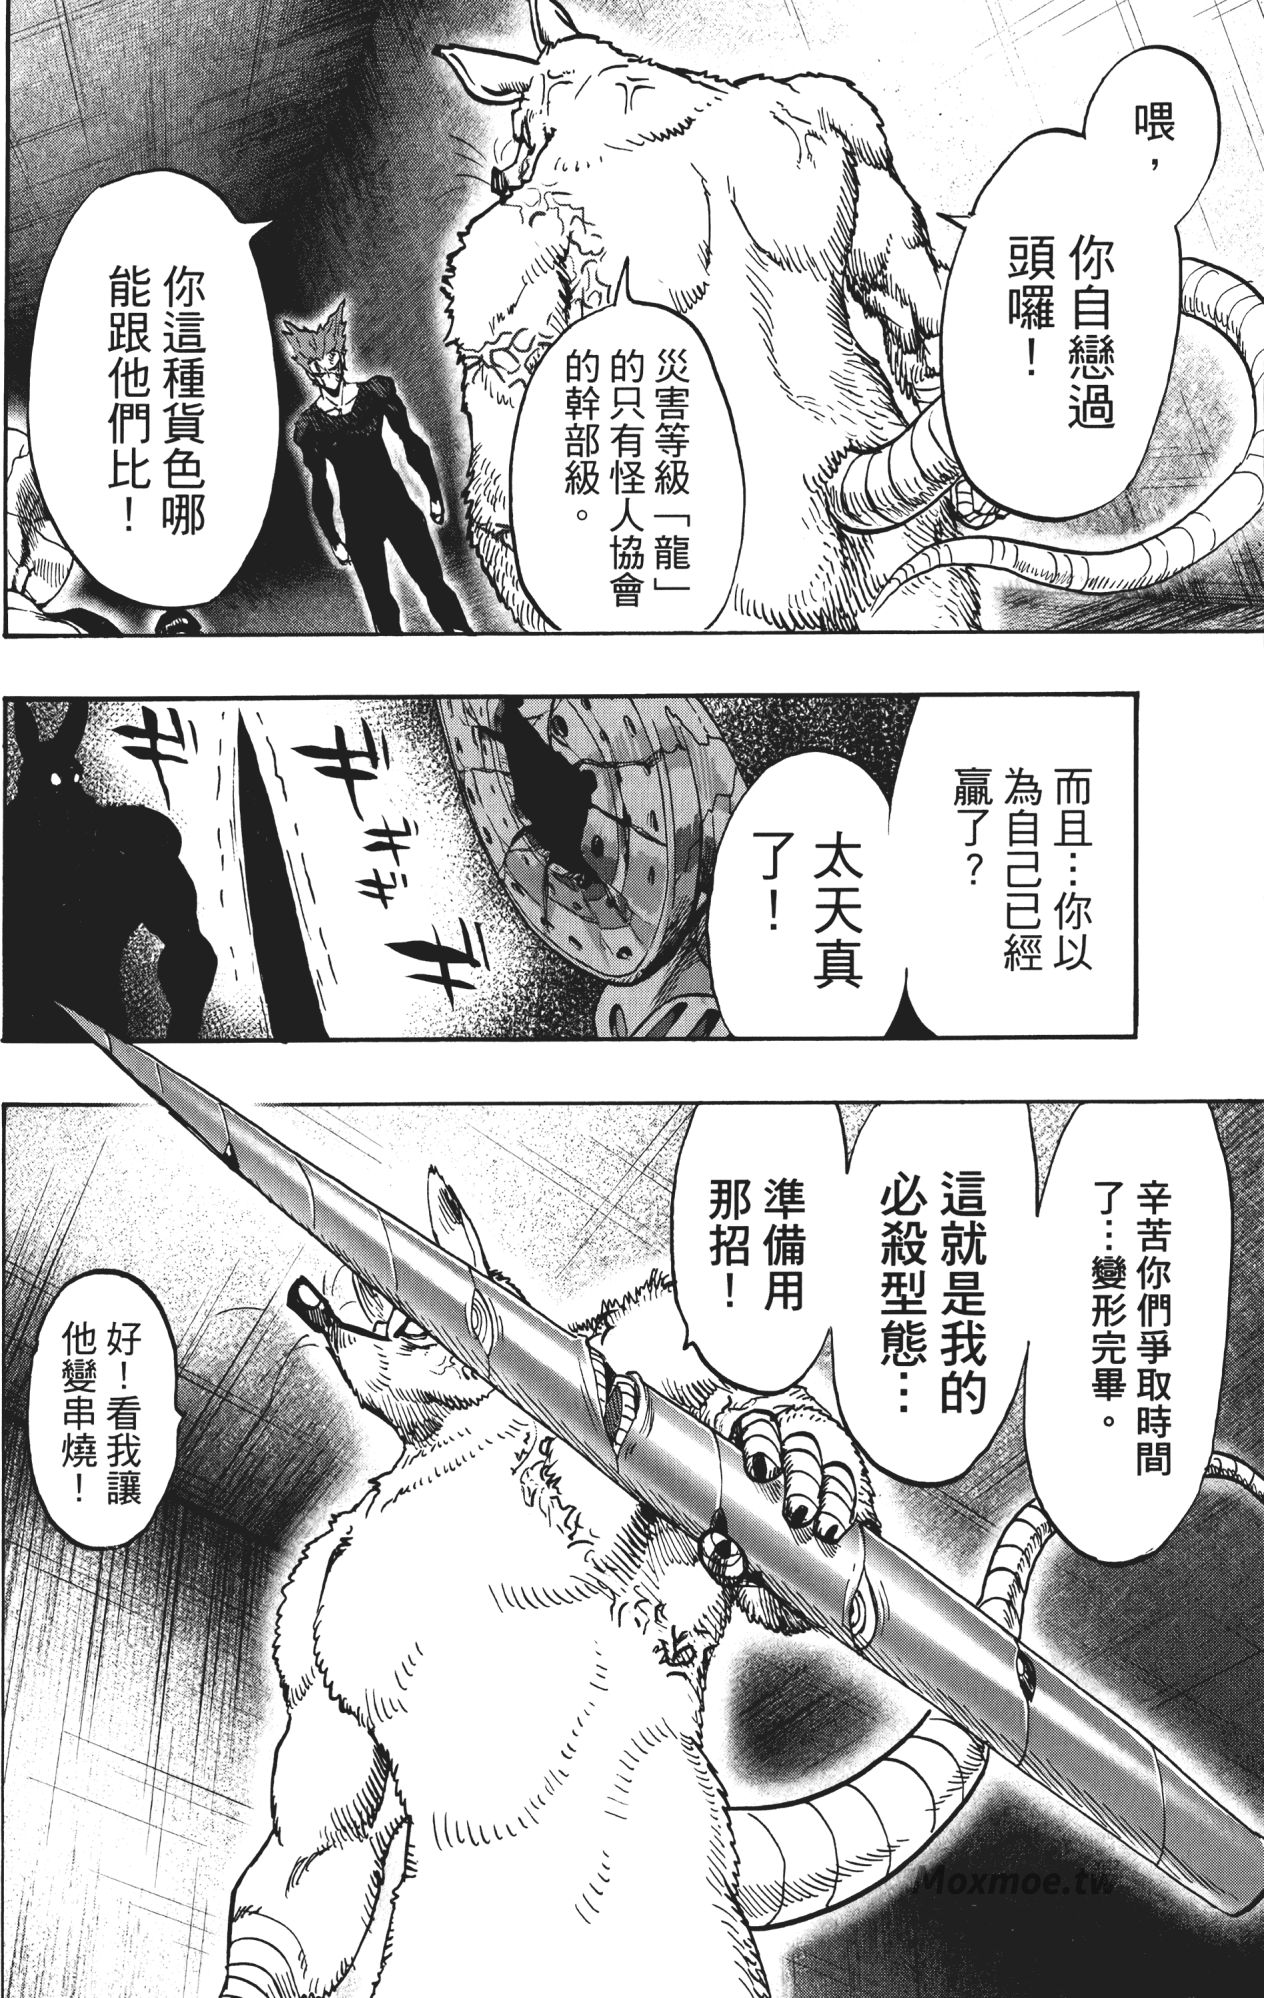 喂，
你自戀過
頭囉！
災害等級「龍」
的只有怪人協會
的幹部級。
你這種貨色哪
能跟他們比！
而且…你以
為自己已經
贏了？
太天真
了！
ギギギ
辛苦你們爭取時間
了…變形完畢。
這就是我的
必殺型態…
準備用
那招！
好！看我讓
他變串燒！
Moxmoe.tw